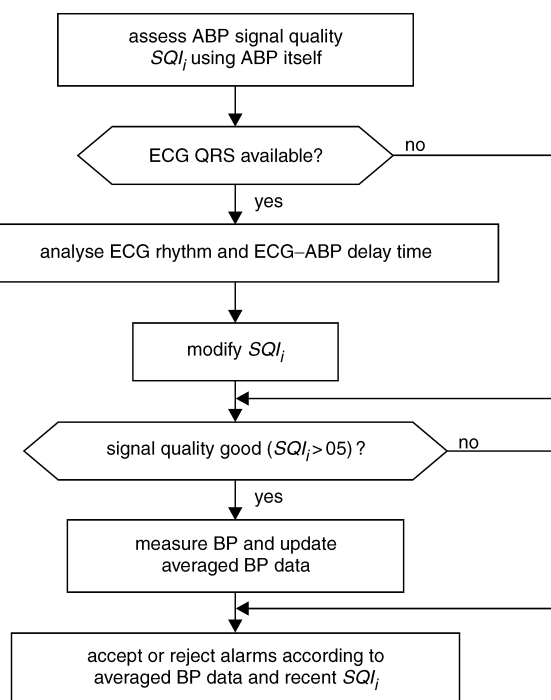 assess ABP signal quality
SQIi using ABP itself
ECG QRS available?
no
yes
analyse ECG rhythm and ECG–ABP delay time
modify SQIi
signal quality good (SQIi > 05) ?
no
yes
measure BP and update
averaged BP data
accept or reject alarms according to
averaged BP data and recent SQIi